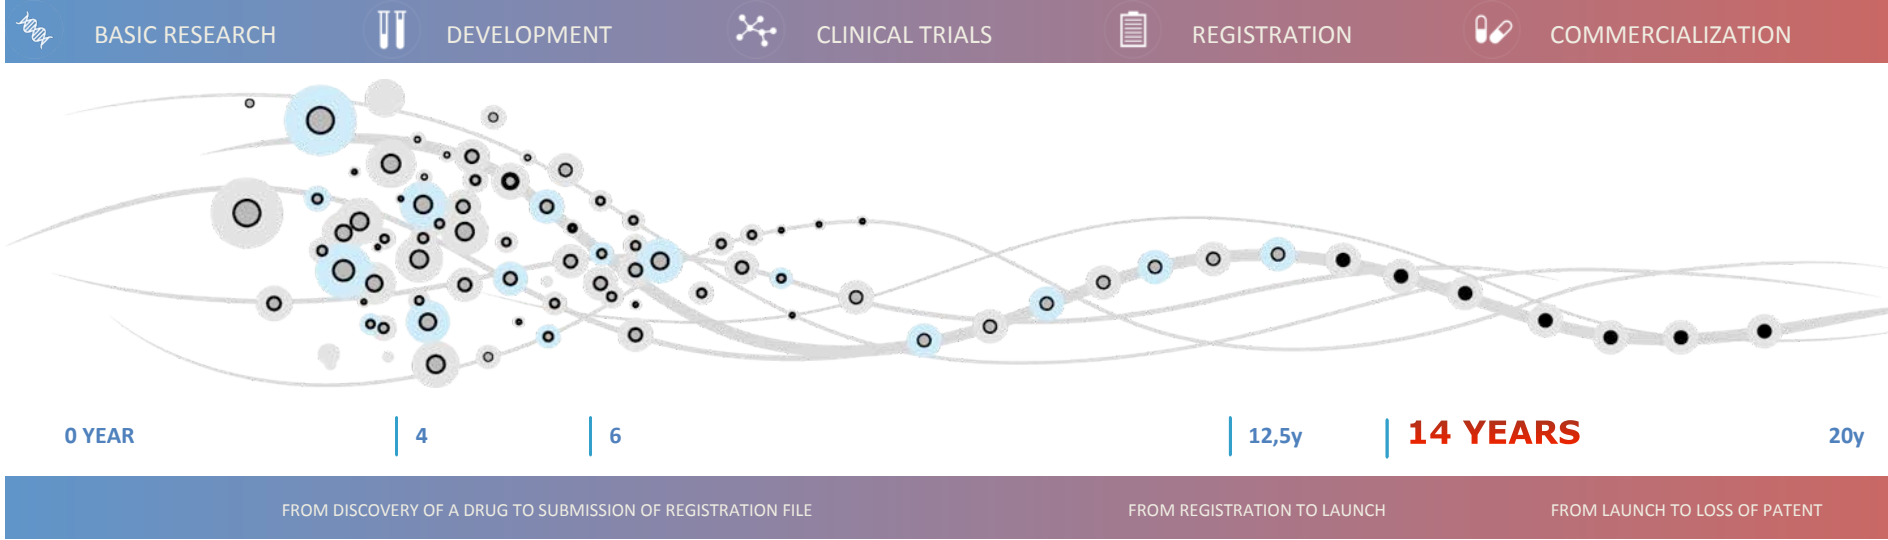 BASIC RESEARCH
DEVELOPMENT
CLINICAL TRIALS
REGISTRATION
COMMERCIALIZATION
0 YEAR
4
6
12,5y
14 YEARS
20y
FROM DISCOVERY OF A DRUG TO SUBMISSION OF REGISTRATION FILE
FROM REGISTRATION TO LAUNCH
FROM LAUNCH TO LOSS OF PATENT